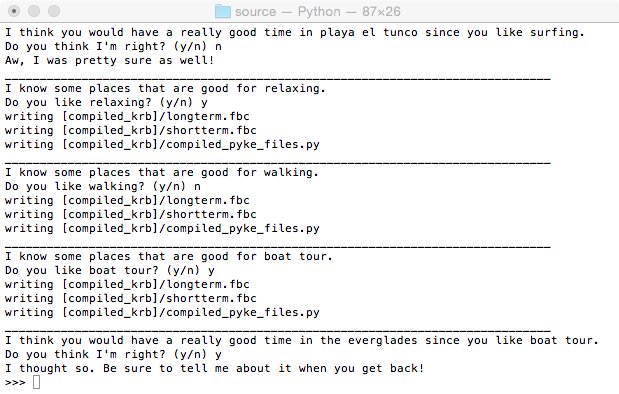 source — Python — 87×26
I think you would have a really good time in playa el tunco since you like surfing.
Do you think I'm right? (y/n) n
Aw, I was pretty sure as well!
______________________________________________________________________________
I know some places that are good for relaxing.
Do you like relaxing? (y/n) y
writing [compiled_krb]/longterm.fbc
writing [compiled_krb]/shortterm.fbc
writing [compiled_krb]/compiled_pyke_files.py
______________________________________________________________________________
I know some places that are good for walking.
Do you like walking? (y/n) n
writing [compiled_krb]/longterm.fbc
writing [compiled_krb]/shortterm.fbc
writing [compiled_krb]/compiled_pyke_files.py
______________________________________________________________________________
I know some places that are good for boat tour.
Do you like boat tour? (y/n) y
writing [compiled_krb]/longterm.fbc
writing [compiled_krb]/shortterm.fbc
writing [compiled_krb]/compiled_pyke_files.py
______________________________________________________________________________
I think you would have a really good time in the everglades since you like boat tour.
Do you think I'm right? (y/n) y
I thought so. Be sure to tell me about it when you get back!
>>>